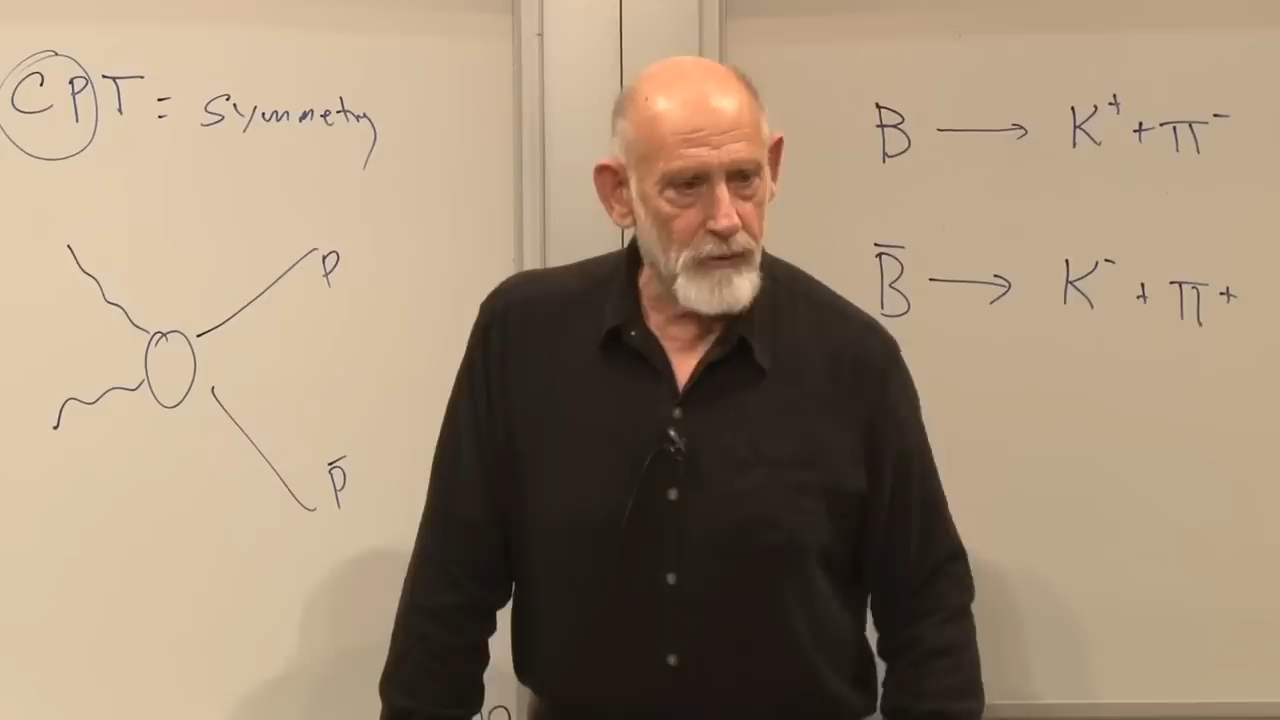 CPT = Symmetry
p
p̄
B → K⁺ + π⁻
B̄ → K⁻ + π +